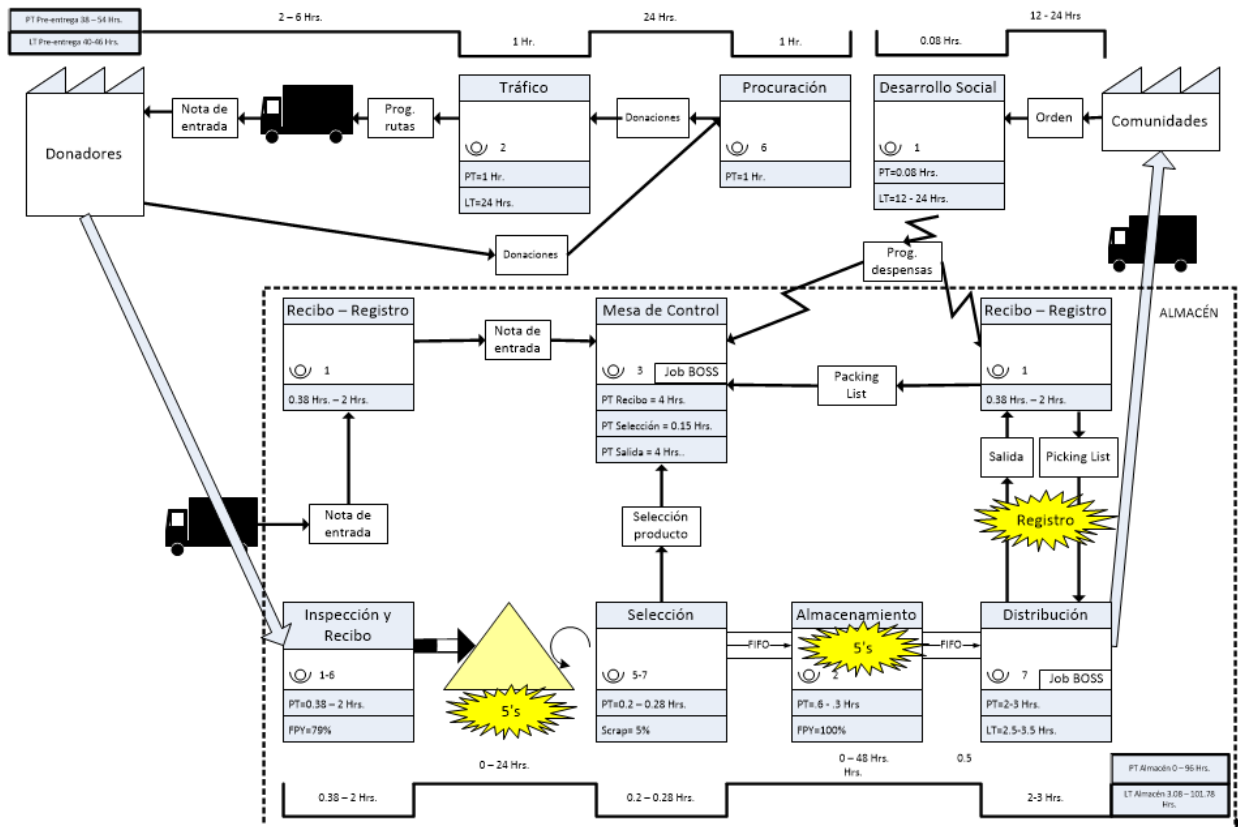 PT Pre-entrega 38 – 54 Hrs.
LT Pre-entrega 40-46 Hrs.
2 – 6 Hrs.
1 Hr.
24 Hrs.
1 Hr.
0.08 Hrs.
12 - 24 Hrs
Donadores
Nota de
entrada
Prog.
rutas
Tráfico
2
PT=1 Hr.
LT=24 Hrs.
Donaciones
Procuración
6
PT=1 Hr.
Desarrollo Social
1
PT=0.08 Hrs.
LT=12 - 24 Hrs.
Orden
Comunidades
Donaciones
Prog.
despensas
ALMACÉN
Recibo – Registro
1
0.38 Hrs. – 2 Hrs.
Nota de
entrada
Mesa de Control
3
Job BOSS
PT Recibo = 4 Hrs.
PT Selección = 0.15 Hrs.
PT Salida = 4 Hrs..
Packing
List
Recibo – Registro
1
0.38 Hrs. – 2 Hrs.
Salida
Picking List
Registro
Nota de
entrada
Selección
producto
Inspección y
Recibo
1-6
PT=0.38 – 2 Hrs.
FPY=79%
5's
Selección
5-7
PT=0.2 – 0.28 Hrs.
Scrap= 5%
FIFO
Almacenamiento
5's
2
PT=.6 - .3 Hrs
FPY=100%
FIFO
Distribución
7
Job BOSS
PT=2-3 Hrs.
LT=2.5-3.5 Hrs.
0.38 – 2 Hrs.
0 – 24 Hrs.
0.2 – 0.28 Hrs.
0 – 48 Hrs.
Hrs.
0.5
2-3 Hrs.
PT Almacén 0 – 96 Hrs.
LT Almacén 3.08 – 101.78
Hrs.